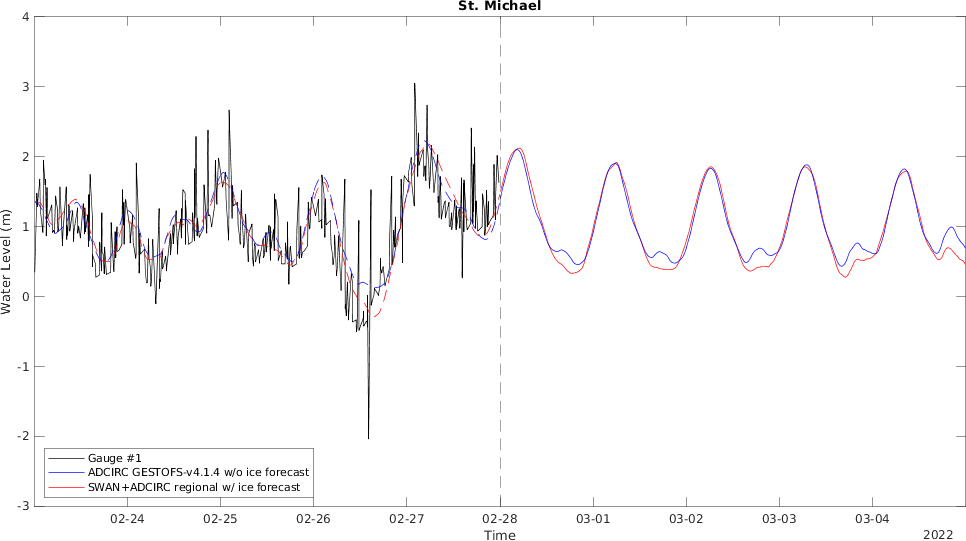 St. Michael
Water Level (m)
4
3
2
1
0
-1
-2
-3
Gauge #1
ADCIRC GESTOFS-v4.1.4 w/o ice forecast
SWAN+ADCIRC regional w/ ice forecast
02-24 02-25 02-26 02-27 02-28 03-01 03-02 03-03 03-04
Time
2022